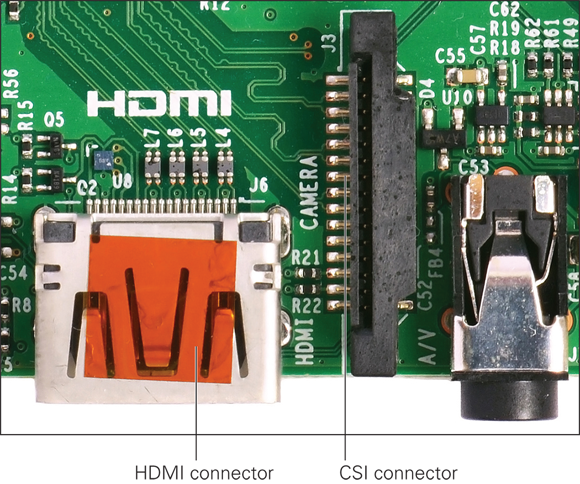 R12
J3
C62
C57
R19
R18
R62
R61
R49
C55
R56
HDMI
D4
U10
R15
Q5
L7
L6
L5
L4
R14
Q2
U8
J6
CAMERA
C53
C54
R21
FB4
R8
R22
HDMI
C52
A/V
HDMI connector
CSI connector